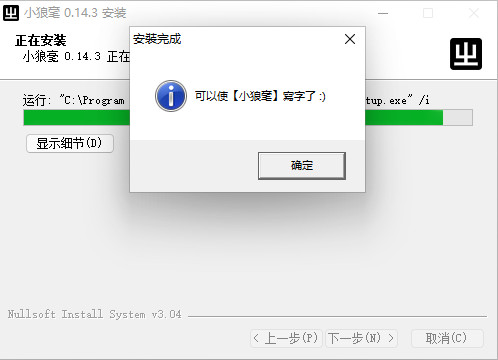 小狼毫 0.14.3 安装
正在安装
小狼毫 0.14.3 正在
安裝完成
可以使【小狼毫】寫字了 :)
确定
运行: "C:\Program
tup.exe" /i
显示细节(D)
Nullsoft Install System v3.04
< 上一步(P)
下一步(N) >
取消(C)